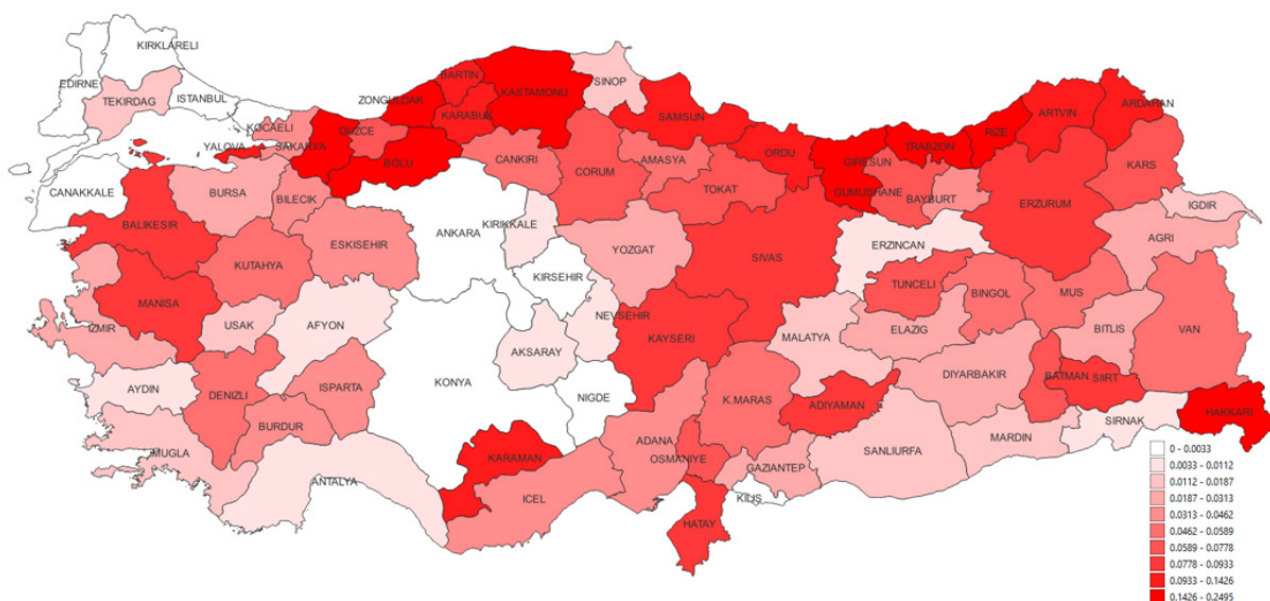 KIRKLARELI
EDIRNE
TEKIRDAG
ISTANBUL
KOCAELI
YALOVA
SAKARYA
DUZCE
ZONGULDAK
BARTIN
KARABUK
KASTAMONU
SINOP
BOLU
CANKIRI
CORUM
SAMSUN
AMASYA
TOKAT
ORDU
GIRESUN
TRABZON
RIZE
ARTVIN
ARDAHAN
GUMUSHANE
BAYBURT
ERZURUM
KARS
IGDIR
AGRI
CANAKKALE
BALIKESIR
BURSA
BILECIK
ESKISEHIR
KUTAHYA
ANKARA
KIRIKKALE
KIRSEHIR
YOZGAT
SIVAS
ERZINCAN
TUNCELI
BINGOL
MUS
MANISA
IZMIR
USAK
AFYON
AKSARAY
NEVSEHIR
KAYSERI
MALATYA
ELAZIG
BITLIS
VAN
AYDIN
DENIZLI
ISPARTA
BURDUR
KONYA
NIGDE
K.MARAS
ADIYAMAN
DIYARBAKIR
BATMAN
SIIRT
SIRNAK
HAKKARI
MUGLA
ANTALYA
KARAMAN
ICEL
ADANA
OSMANIYE
GAZIANTEP
KILIS
SANLIURFA
MARDIN
HATAY
0 - 0.0033
0.0033 - 0.0112
0.0112 - 0.0187
0.0187 - 0.0313
0.0313 - 0.0462
0.0462 - 0.0589
0.0589 - 0.0778
0.0778 - 0.0933
0.0933 - 0.1426
0.1426 - 0.2495